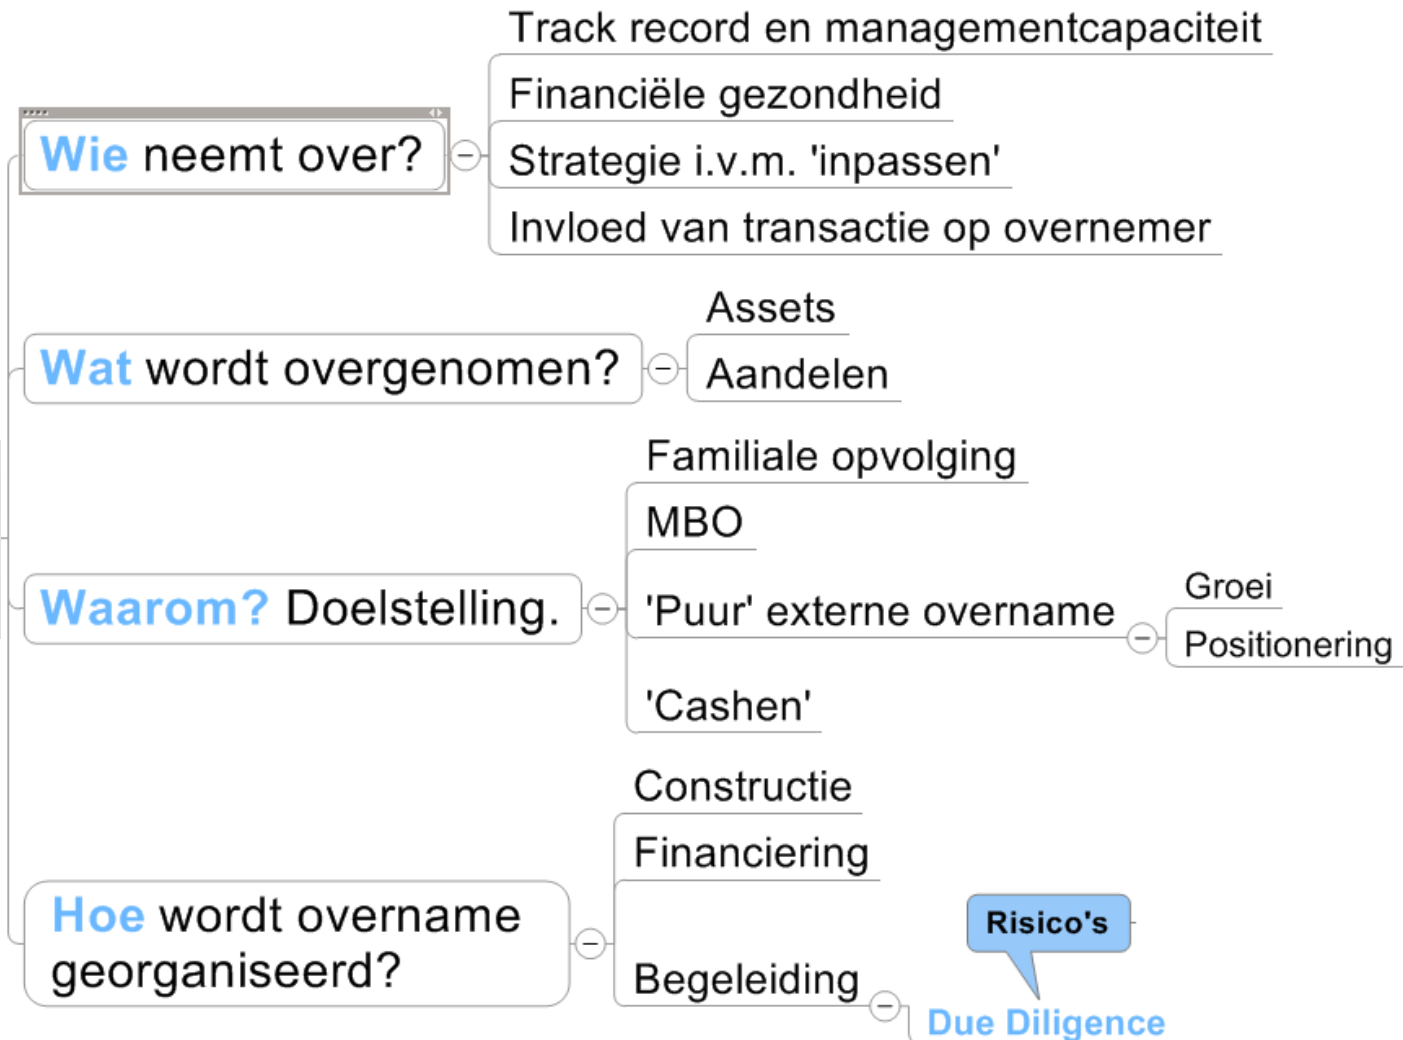 Track record en managementcapaciteit
Financiële gezondheid
Wie neemt over?
Strategie i.v.m. 'inpassen'
Invloed van transactie op overnemer
Assets
Wat wordt overgenomen?
Aandelen
Familiale opvolging
MBO
Waarom? Doelstelling.
'Puur' externe overname
Groei
Positionering
'Cashen'
Constructie
Financiering
Hoe wordt overname
georganiseerd?
Begeleiding
Risico's
Due Diligence